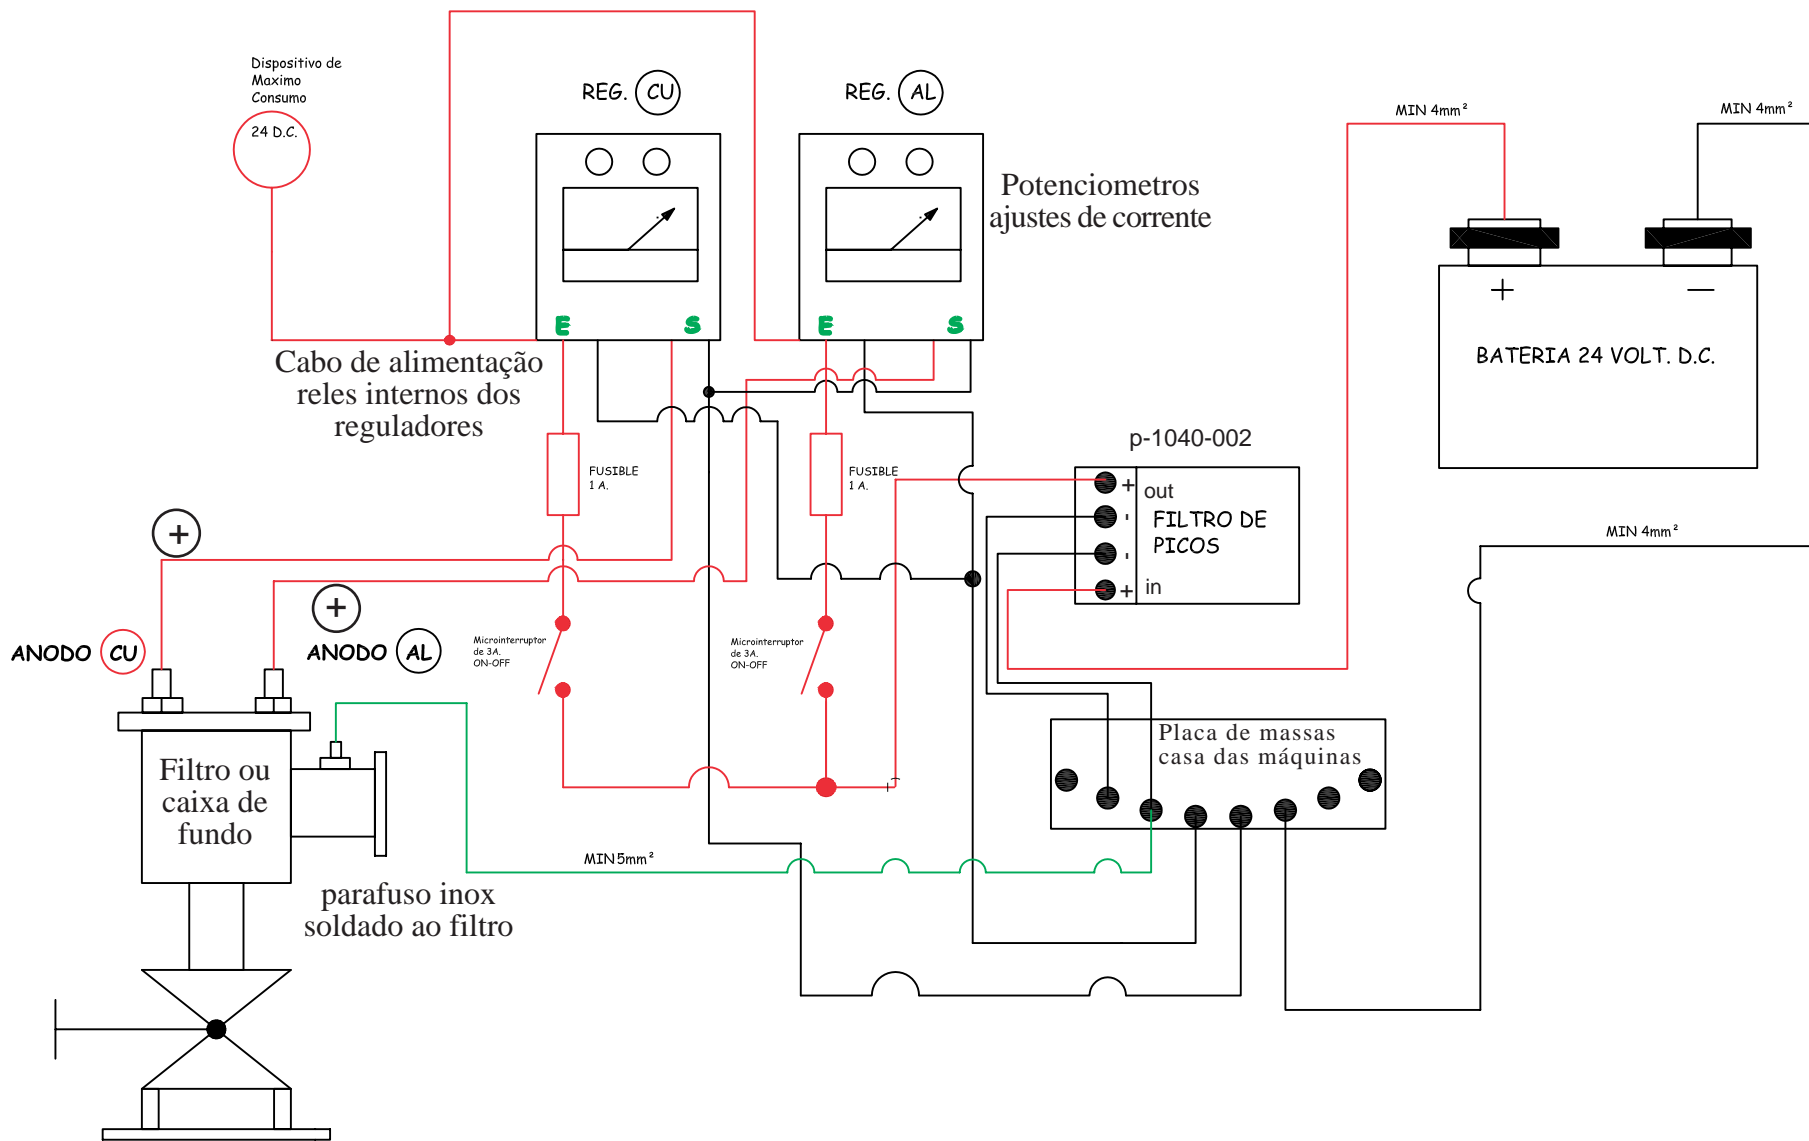 Dispositivo de
Maximo
Consumo
24 D.C.
REG. CU
REG. AL
MIN 4mm²
MIN 4mm²
Potenciometros
ajustes de corrente
E
S
E
S
+
—
BATERIA 24 VOLT. D.C.
Cabo de alimentação
reles internos dos
reguladores
FUSIBLE
1 A.
FUSIBLE
1 A.
p-1040-002
+ out
- FILTRO DE
- PICOS
+ in
MIN 4mm²
+
+
ANODO CU
ANODO AL
Microinterruptor
de 3A.
ON-OFF
Microinterruptor
de 3A.
ON-OFF
Placa de massas
casa das máquinas
Filtro ou
caixa de
fundo
MIN 5mm²
parafuso inox
soldado ao filtro